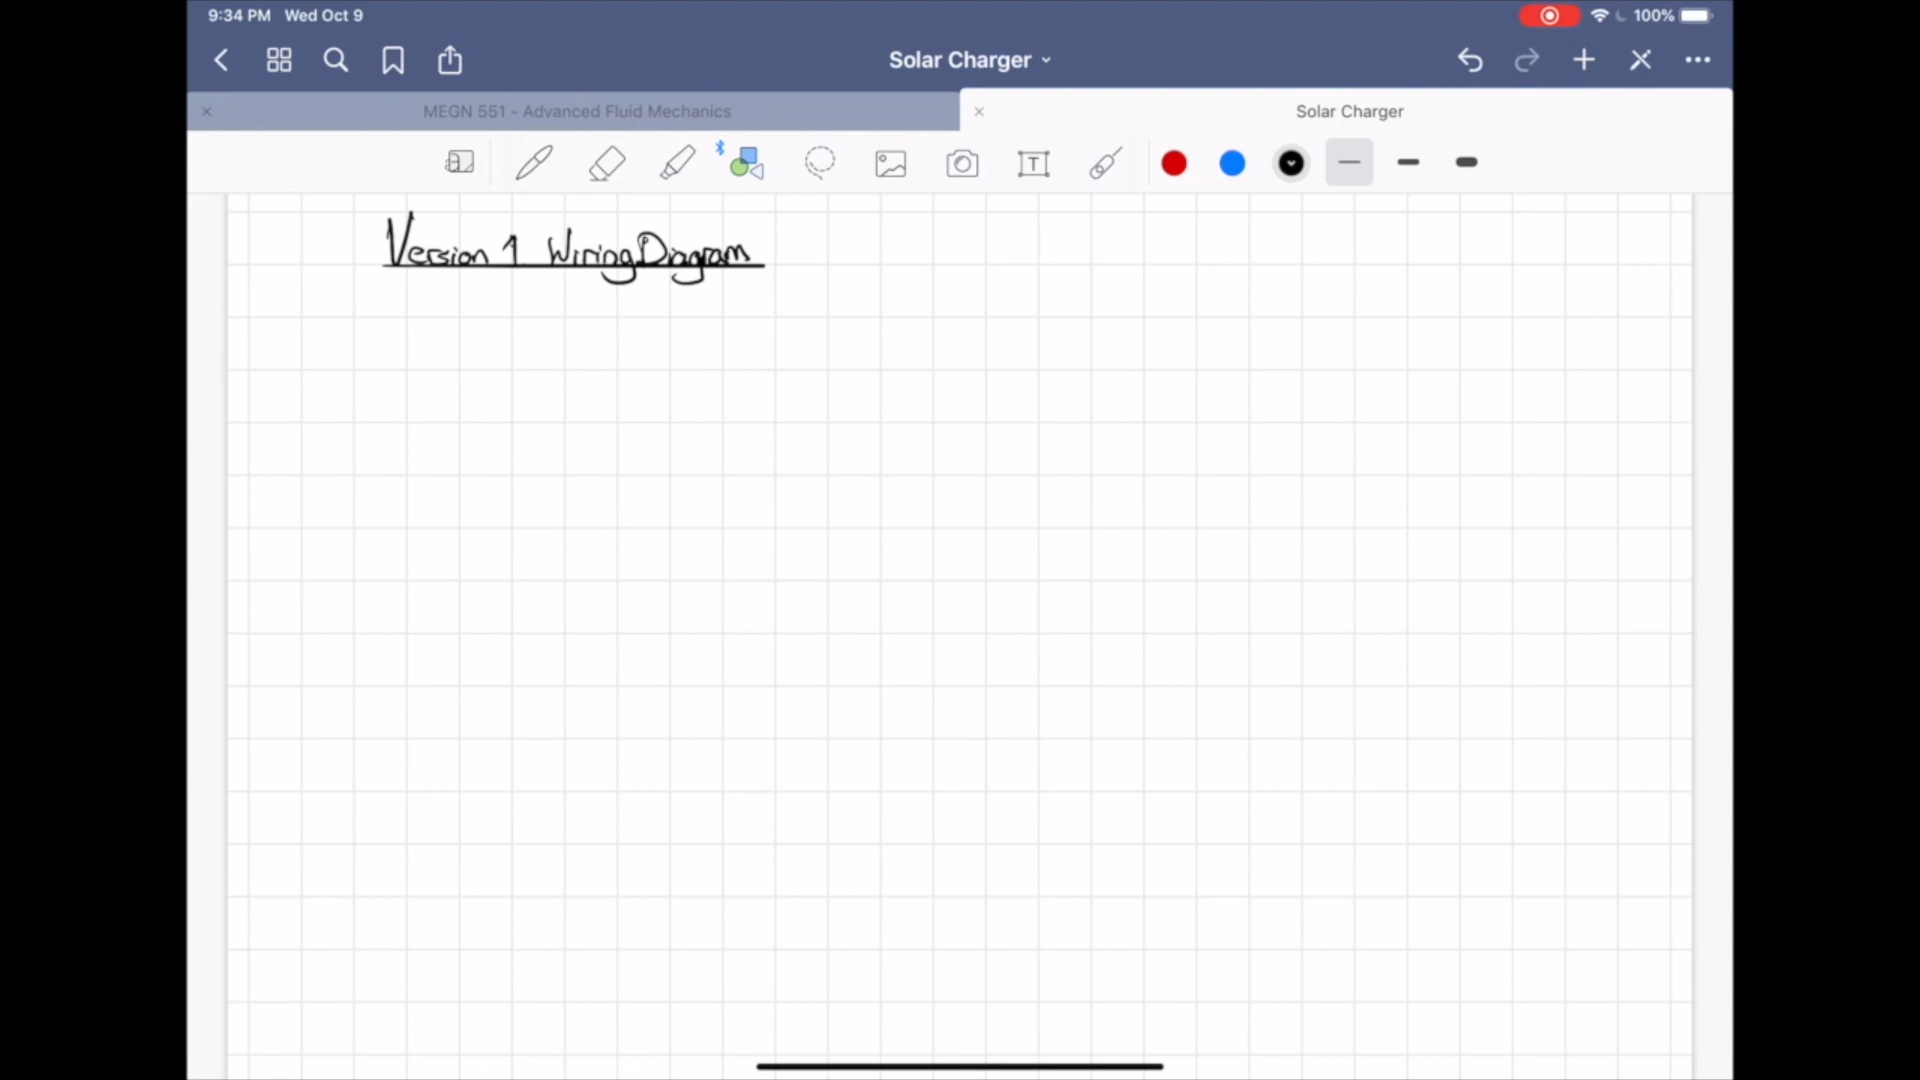 9:34 PM Wed Oct 9
100%
Solar Charger
MEGN 551 - Advanced Fluid Mechanics
Solar Charger
Version 1 Wiring Diagram